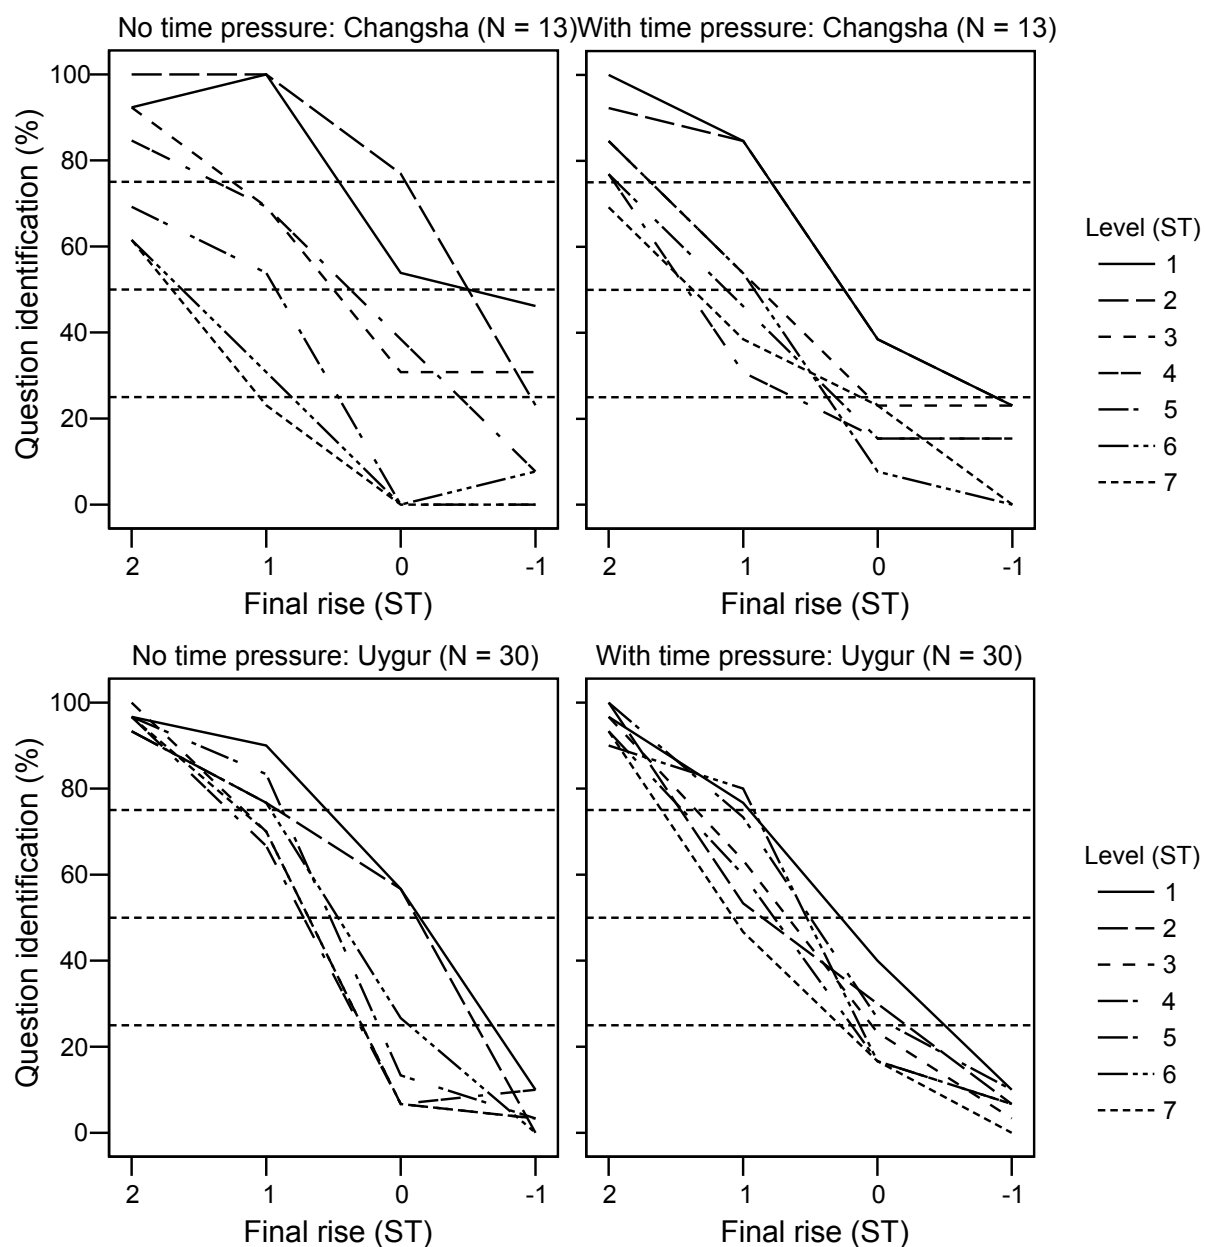 No time pressure: Changsha (N = 13)
With time pressure: Changsha (N = 13)
Question identification (%)
100
80
60
40
20
0
2 1 0 -1
2 1 0 -1
Final rise (ST)
Final rise (ST)
Level (ST)
1
2
3
4
5
6
7
No time pressure: Uygur (N = 30)
With time pressure: Uygur (N = 30)
Question identification (%)
100
80
60
40
20
0
2 1 0 -1
2 1 0 -1
Final rise (ST)
Final rise (ST)
Level (ST)
1
2
3
4
5
6
7